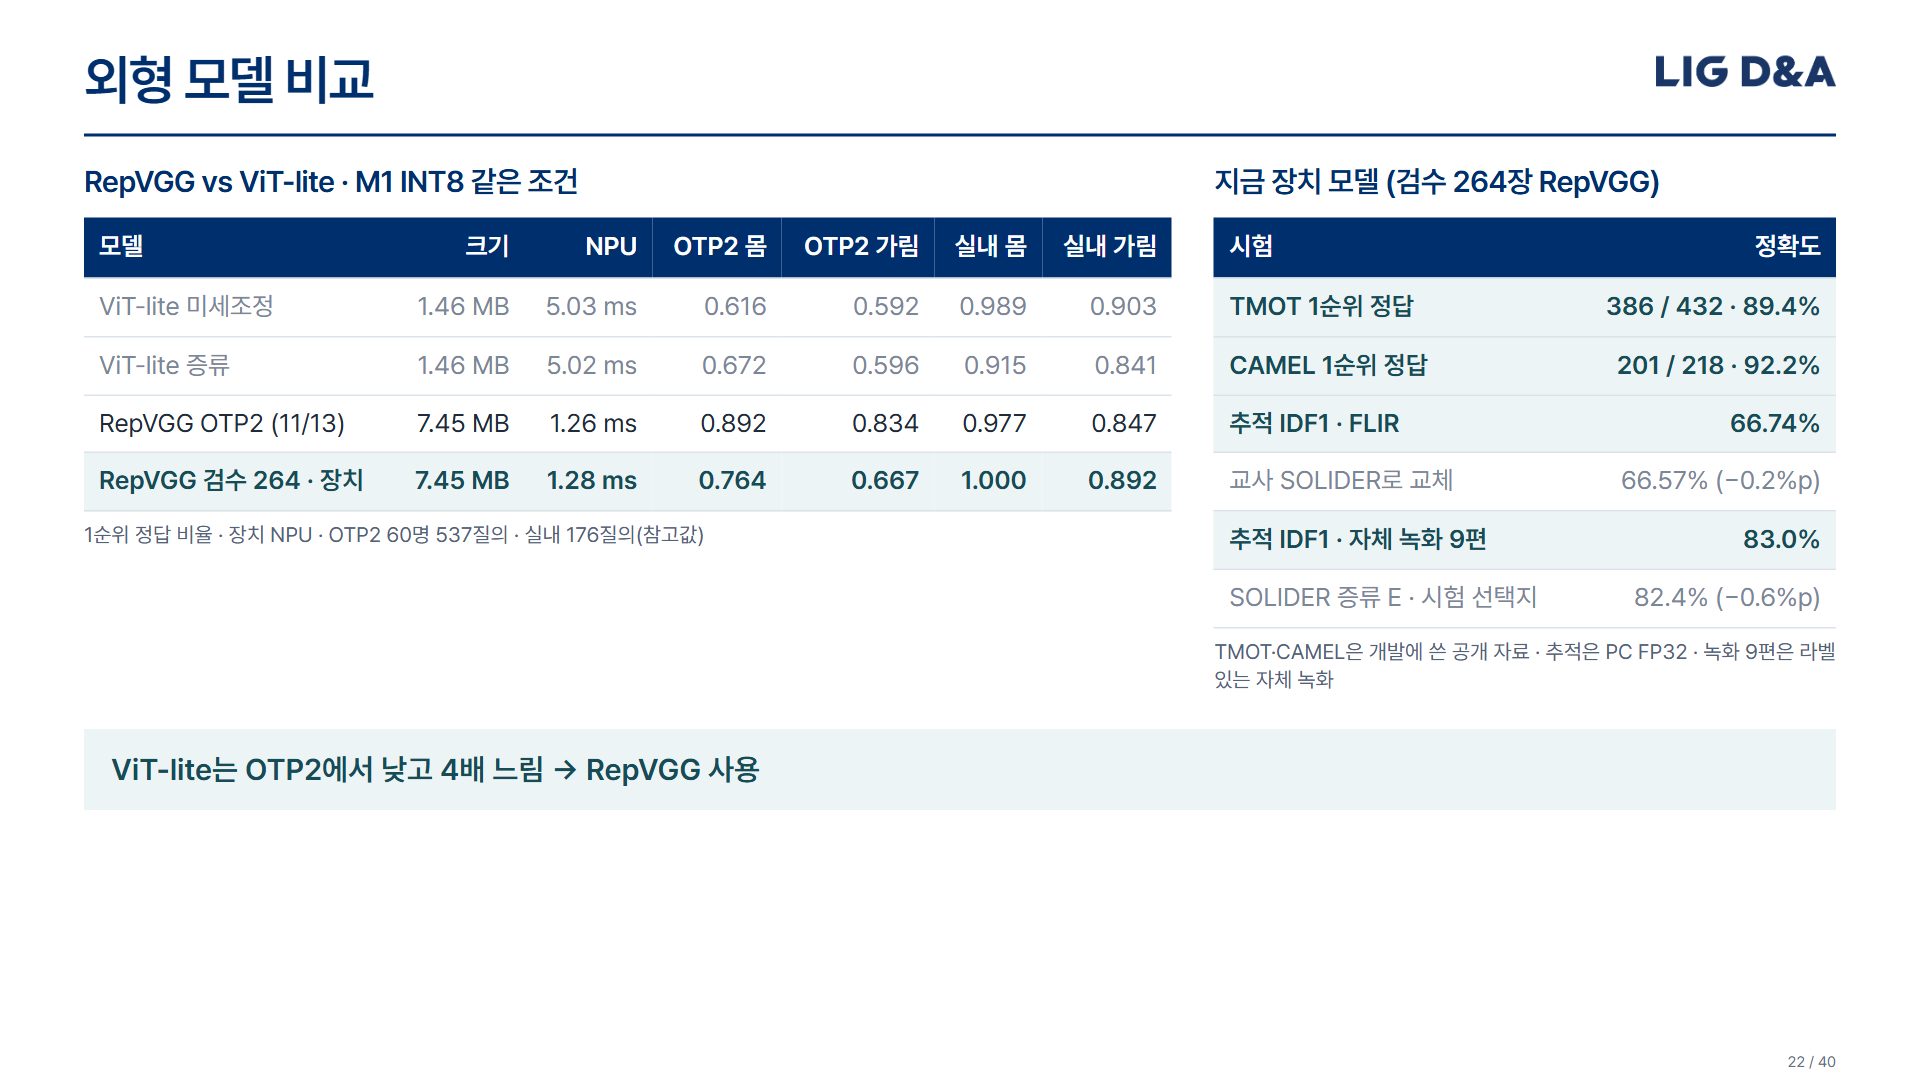 외형 모델 비교
LIG D&A
RepVGG vs ViT-lite · M1 INT8 같은 조건
모델 크기 NPU OTP2 몸 OTP2 가림 실내 몸 실내 가림
ViT-lite 미세조정 1.46 MB 5.03 ms 0.616 0.592 0.989 0.903
ViT-lite 증류 1.46 MB 5.02 ms 0.672 0.596 0.915 0.841
RepVGG OTP2 (11/13) 7.45 MB 1.26 ms 0.892 0.834 0.977 0.847
RepVGG 검수 264 · 장치 7.45 MB 1.28 ms 0.764 0.667 1.000 0.892
1순위 정답 비율 · 장치 NPU · OTP2 60명 537질의 · 실내 176질의(참고값)
지금 장치 모델 (검수 264장 RepVGG)
시험 정확도
TMOT 1순위 정답 386 / 432 · 89.4%
CAMEL 1순위 정답 201 / 218 · 92.2%
추적 IDF1 · FLIR 66.74%
교사 SOLIDER로 교체 66.57% (−0.2%p)
추적 IDF1 · 자체 녹화 9편 83.0%
SOLIDER 증류 E · 시험 선택지 82.4% (−0.6%p)
TMOT·CAMEL은 개발에 쓴 공개 자료 · 추적은 PC FP32 · 녹화 9편은 라벨
있는 자체 녹화
ViT-lite는 OTP2에서 낮고 4배 느림 → RepVGG 사용
22 / 40